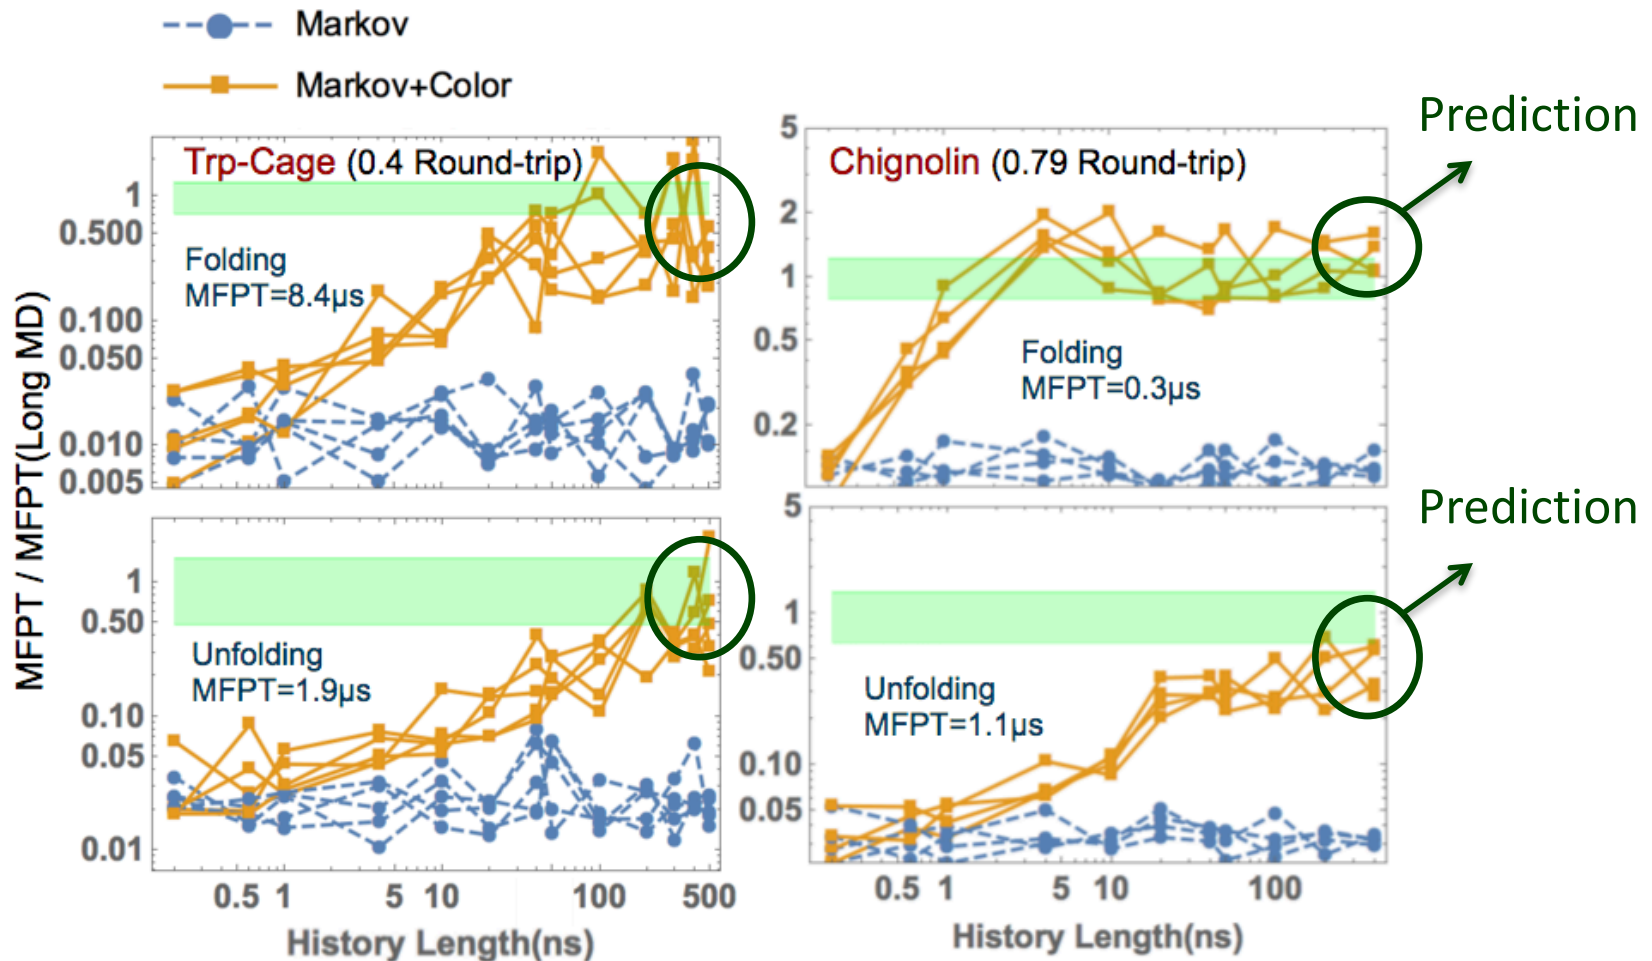 Markov
Markov+Color
MFPT / MFPT(Long MD)
Trp-Cage (0.4 Round-trip)
1
0.500
0.100
0.050
0.010
0.005
Folding
MFPT=8.4µs
Chignolin (0.79 Round-trip)
5
2
1
0.5
0.2
Folding
MFPT=0.3µs
Prediction
1
0.50
0.10
0.05
0.01
Unfolding
MFPT=1.9µs
0.5 1 5 10 100 500
History Length(ns)
5
1
0.50
0.10
0.05
Unfolding
MFPT=1.1µs
Prediction
0.5 1 5 10 100
History Length(ns)